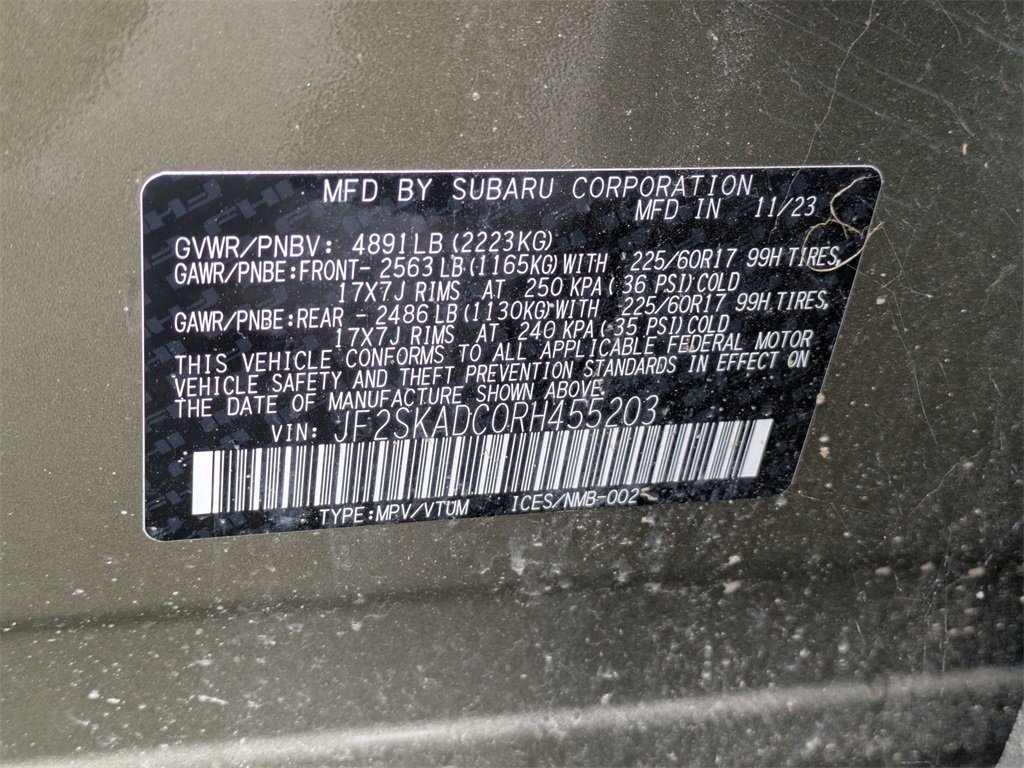 MFD BY SUBARU CORPORATION
MFD IN 11/23
GVWR/PNBV: 4891LB (2223KG)
GAWR/PNBE:FRONT- 2563LB(1165KG)WITH 225/60R17 99H TIRES,
17X7J RIMS AT 250 KPA( 36 PSI)COLD
GAWR/PNBE:REAR - 2486LB(1130KG)WITH 225/60R17 99H TIRES,
17X7J RIMS AT 240 KPA( 35 PSI)COLD
THIS VEHICLE CONFORMS TO ALL APPLICABLE FEDERAL MOTOR
VEHICLE SAFETY AND THEFT PREVENTION STANDARDS IN EFFECT ON
THE DATE OF MANUFACTURE SHOWN ABOVE.
VIN: JF2SKADC0RH455203
TYPE:MPV/VTUM ICES/NMB-002